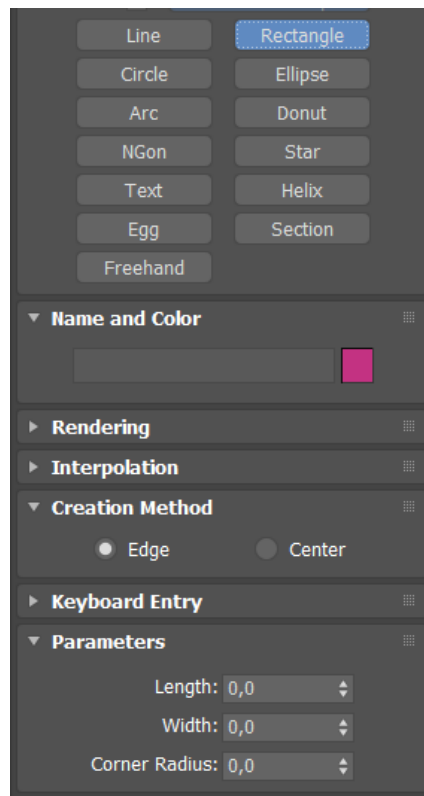 Line Rectangle
Circle Ellipse
Arc Donut
NGon Star
Text Helix
Egg Section
Freehand
Name and Color
Rendering
Interpolation
Creation Method
Edge Center
Keyboard Entry
Parameters
Length: 0,0
Width: 0,0
Corner Radius: 0,0